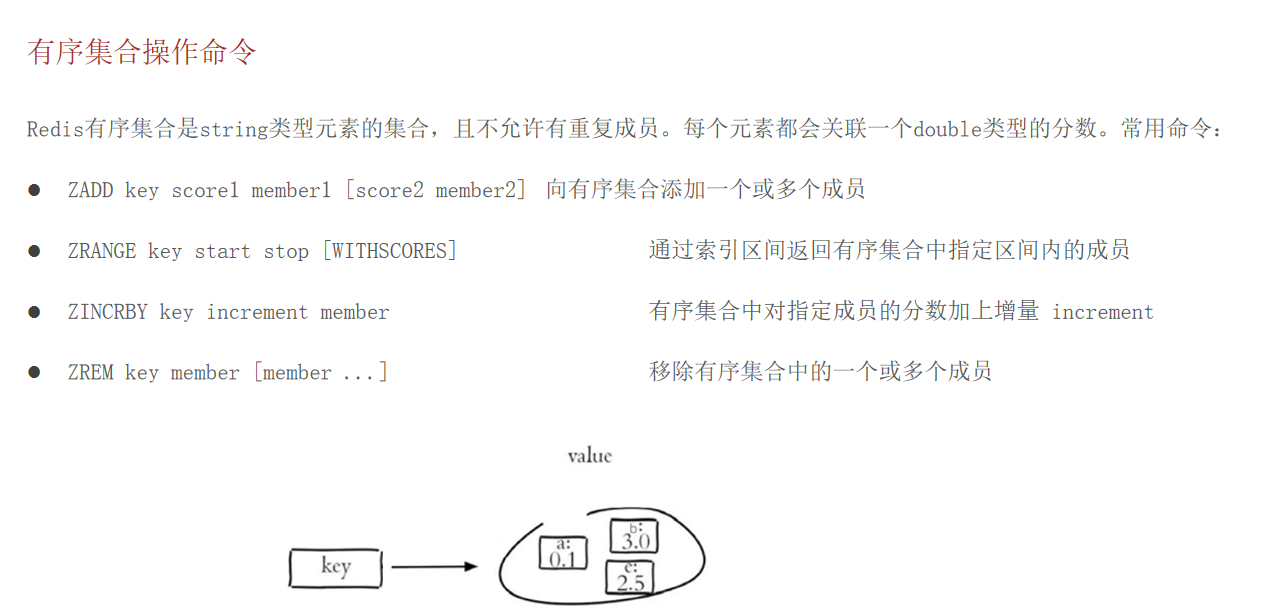 有序集合操作命令
Redis有序集合是string类型元素的集合，且不允许有重复成员。每个元素都会关联一个double类型的分数。常用命令：
● ZADD key score1 member1 [score2 member2] 向有序集合添加一个或多个成员
● ZRANGE key start stop [WITHSCORES] 通过索引区间返回有序集合中指定区间内的成员
● ZINCRBY key increment member 有序集合中对指定成员的分数加上增量 increment
● ZREM key member [member ...] 移除有序集合中的一个或多个成员
value
key
a:
0.1
b:
3.0
c:
2.5